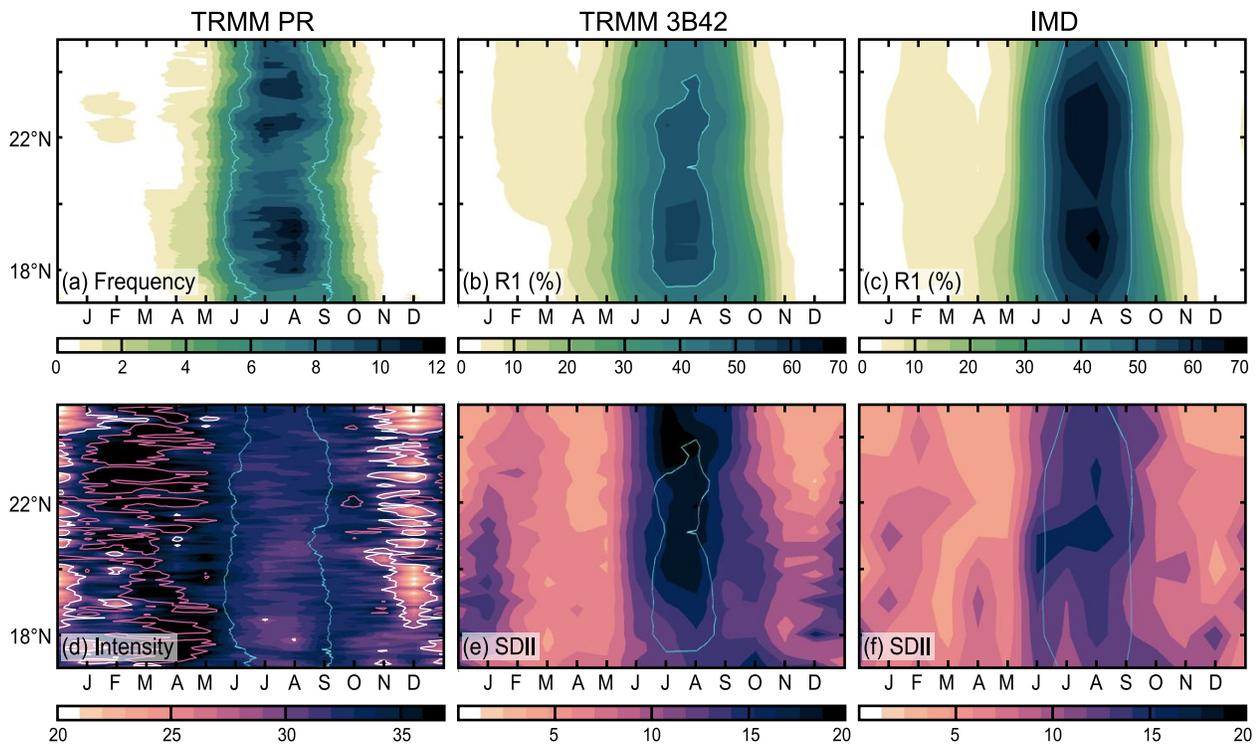 TRMM PR TRMM 3B42 IMD
22°N
18°N
(a) Frequency (b) R1 (%) (c) R1 (%)
J F M A M J J A S O N D J F M A M J J A S O N D J F M A M J J A S O N D
0 2 4 6 8 10 12 0 10 20 30 40 50 60 70 0 10 20 30 40 50 60 70
22°N
18°N
(d) Intensity (e) SDII (f) SDII
J F M A M J J A S O N D J F M A M J J A S O N D J F M A M J J A S O N D
20 25 30 35 5 10 15 20 5 10 15 20